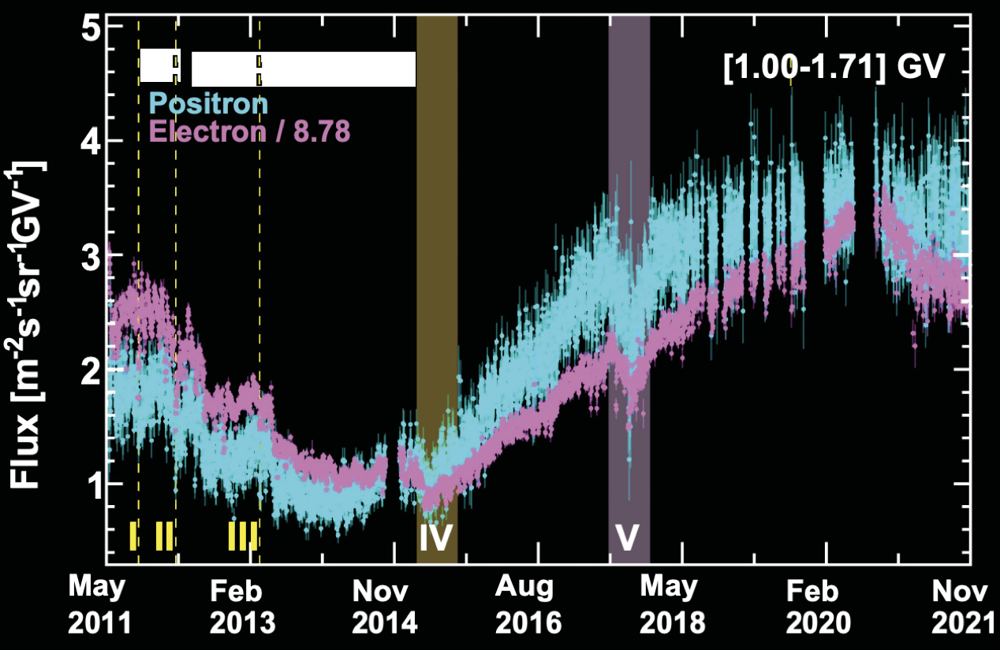 5
[1.00-1.71] GV
Positron
Electron / 8.78
4
3
2
1
Flux [m⁻²s⁻¹sr⁻¹GV⁻¹]
I
II
III
IV
V
May
2011
Feb
2013
Nov
2014
Aug
2016
May
2018
Feb
2020
Nov
2021